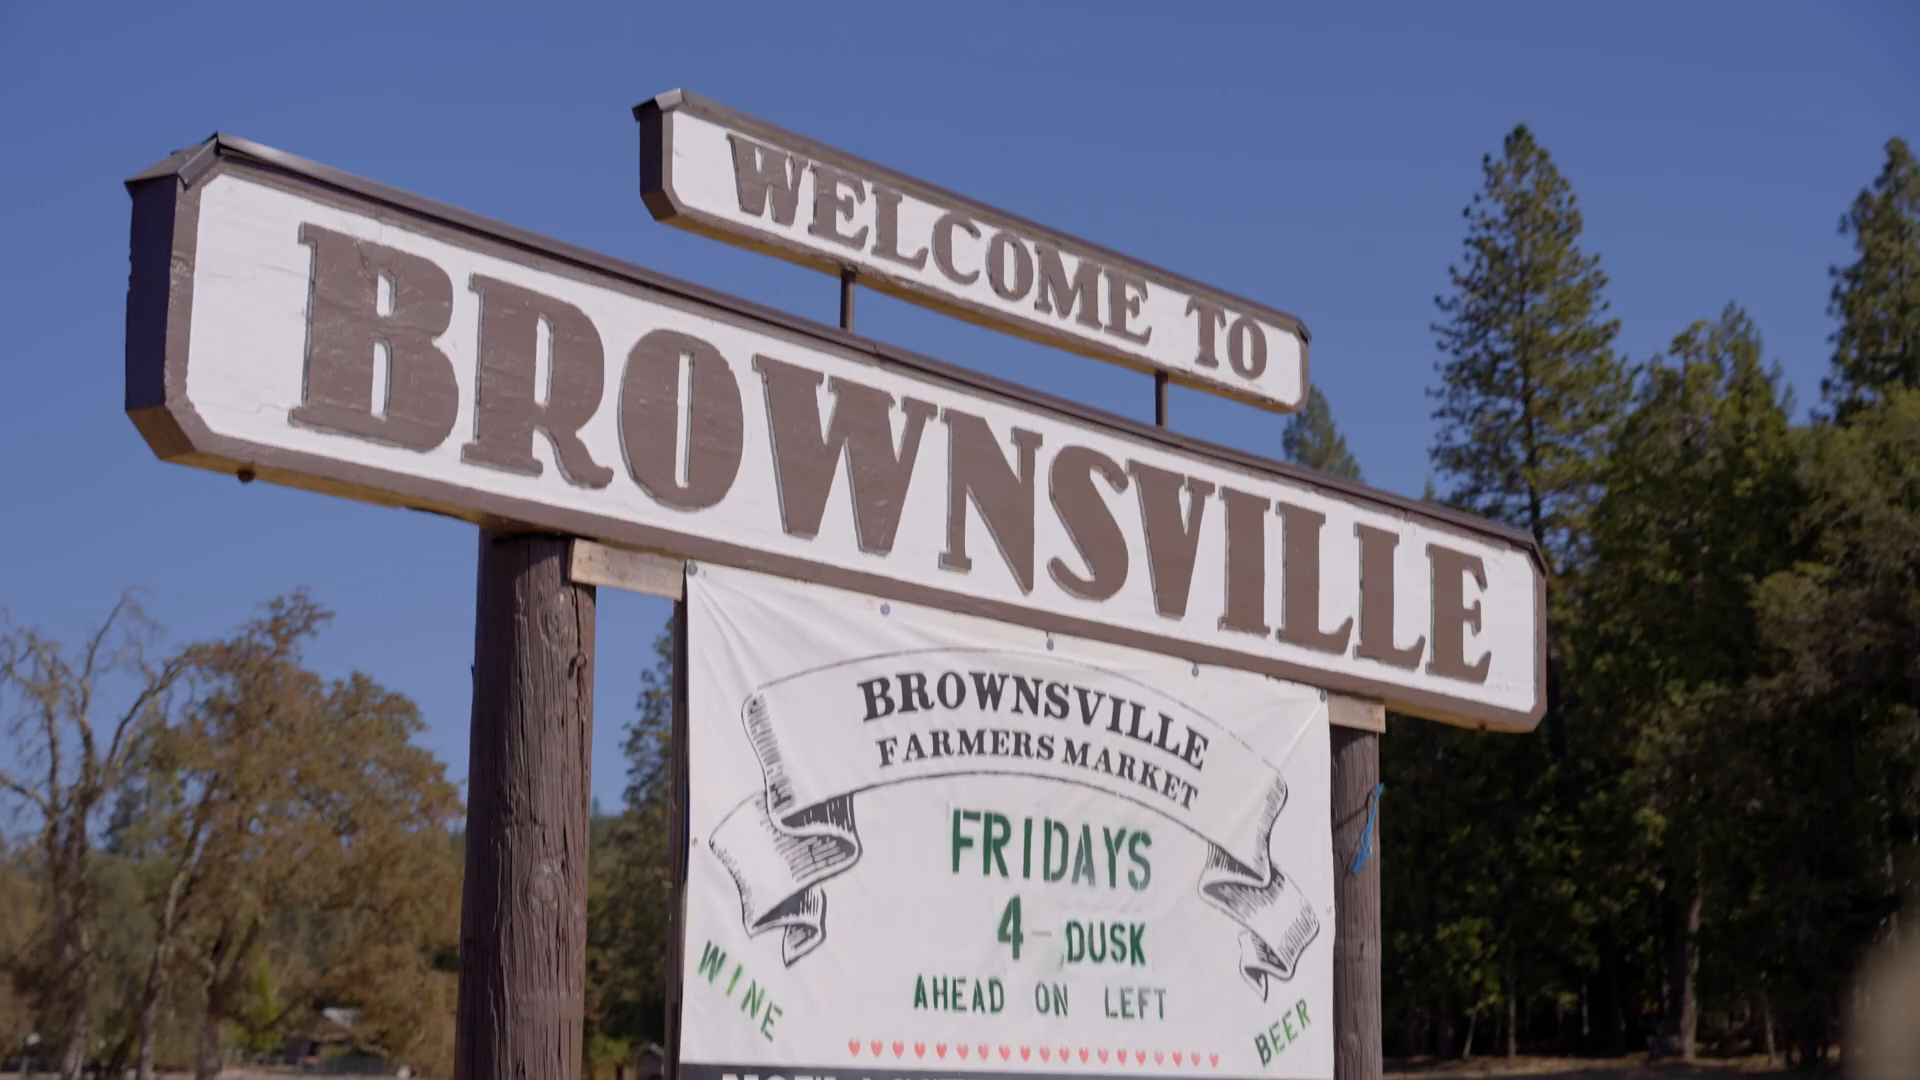 WELCOME TO
BROWNSVILLE
BROWNSVILLE
FARMERS MARKET
FRIDAYS
4 - DUSK
AHEAD ON LEFT
WINE
BEER